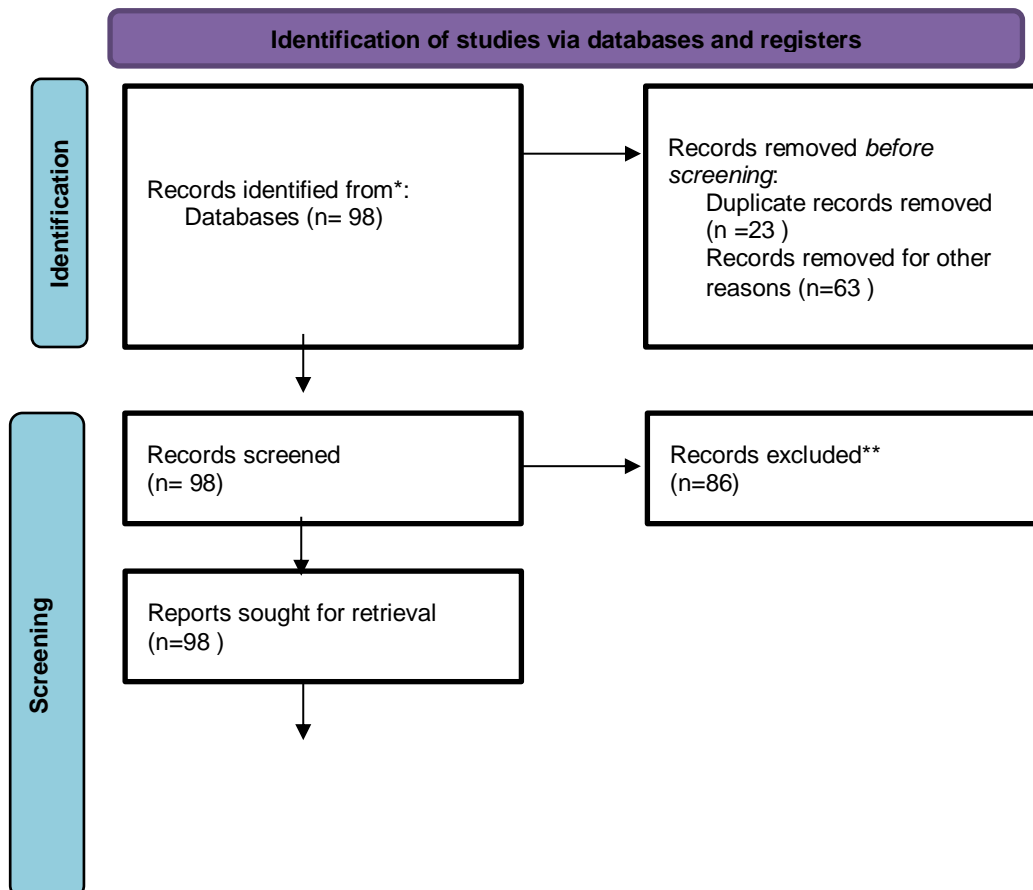 Identification of studies via databases and registers
Identification
Records identified from*:
Databases (n= 98)
Records removed before
screening:
Duplicate records removed
(n =23 )
Records removed for other
reasons (n=63 )
Screening
Records screened
(n= 98)
Records excluded**
(n=86)
Reports sought for retrieval
(n=98 )